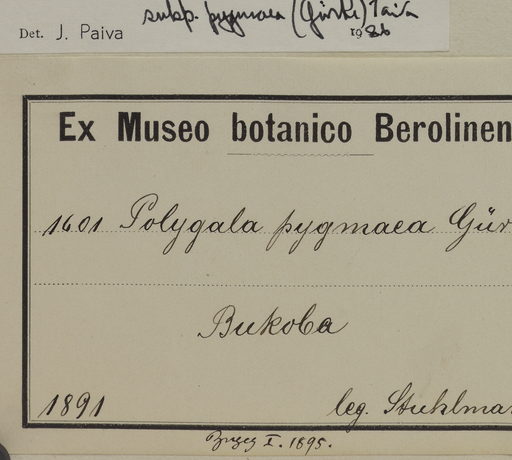 subsp. pygmaea (Gürke) Paiva
Det. J. Paiva 1986
Ex Museo botanico Berolinen
1601 Polygala pygmaea Gür
Bukoba
1891 leg. Stuhlman
I. 1895.